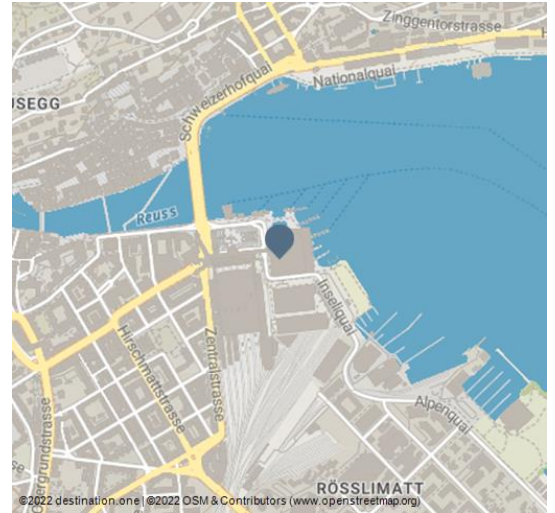 Zinggentorstrasse
H
Nationalquai
Schweizerhofquai
USEGG
Reuss
Inseliquai
Hirschmattstrasse
Zentralstrasse
Alpenquai
Obergrundstrasse
RÖSSLIMATT
©2022 destination.one | ©2022 OSM & Contributors (www.openstreetmap.org)